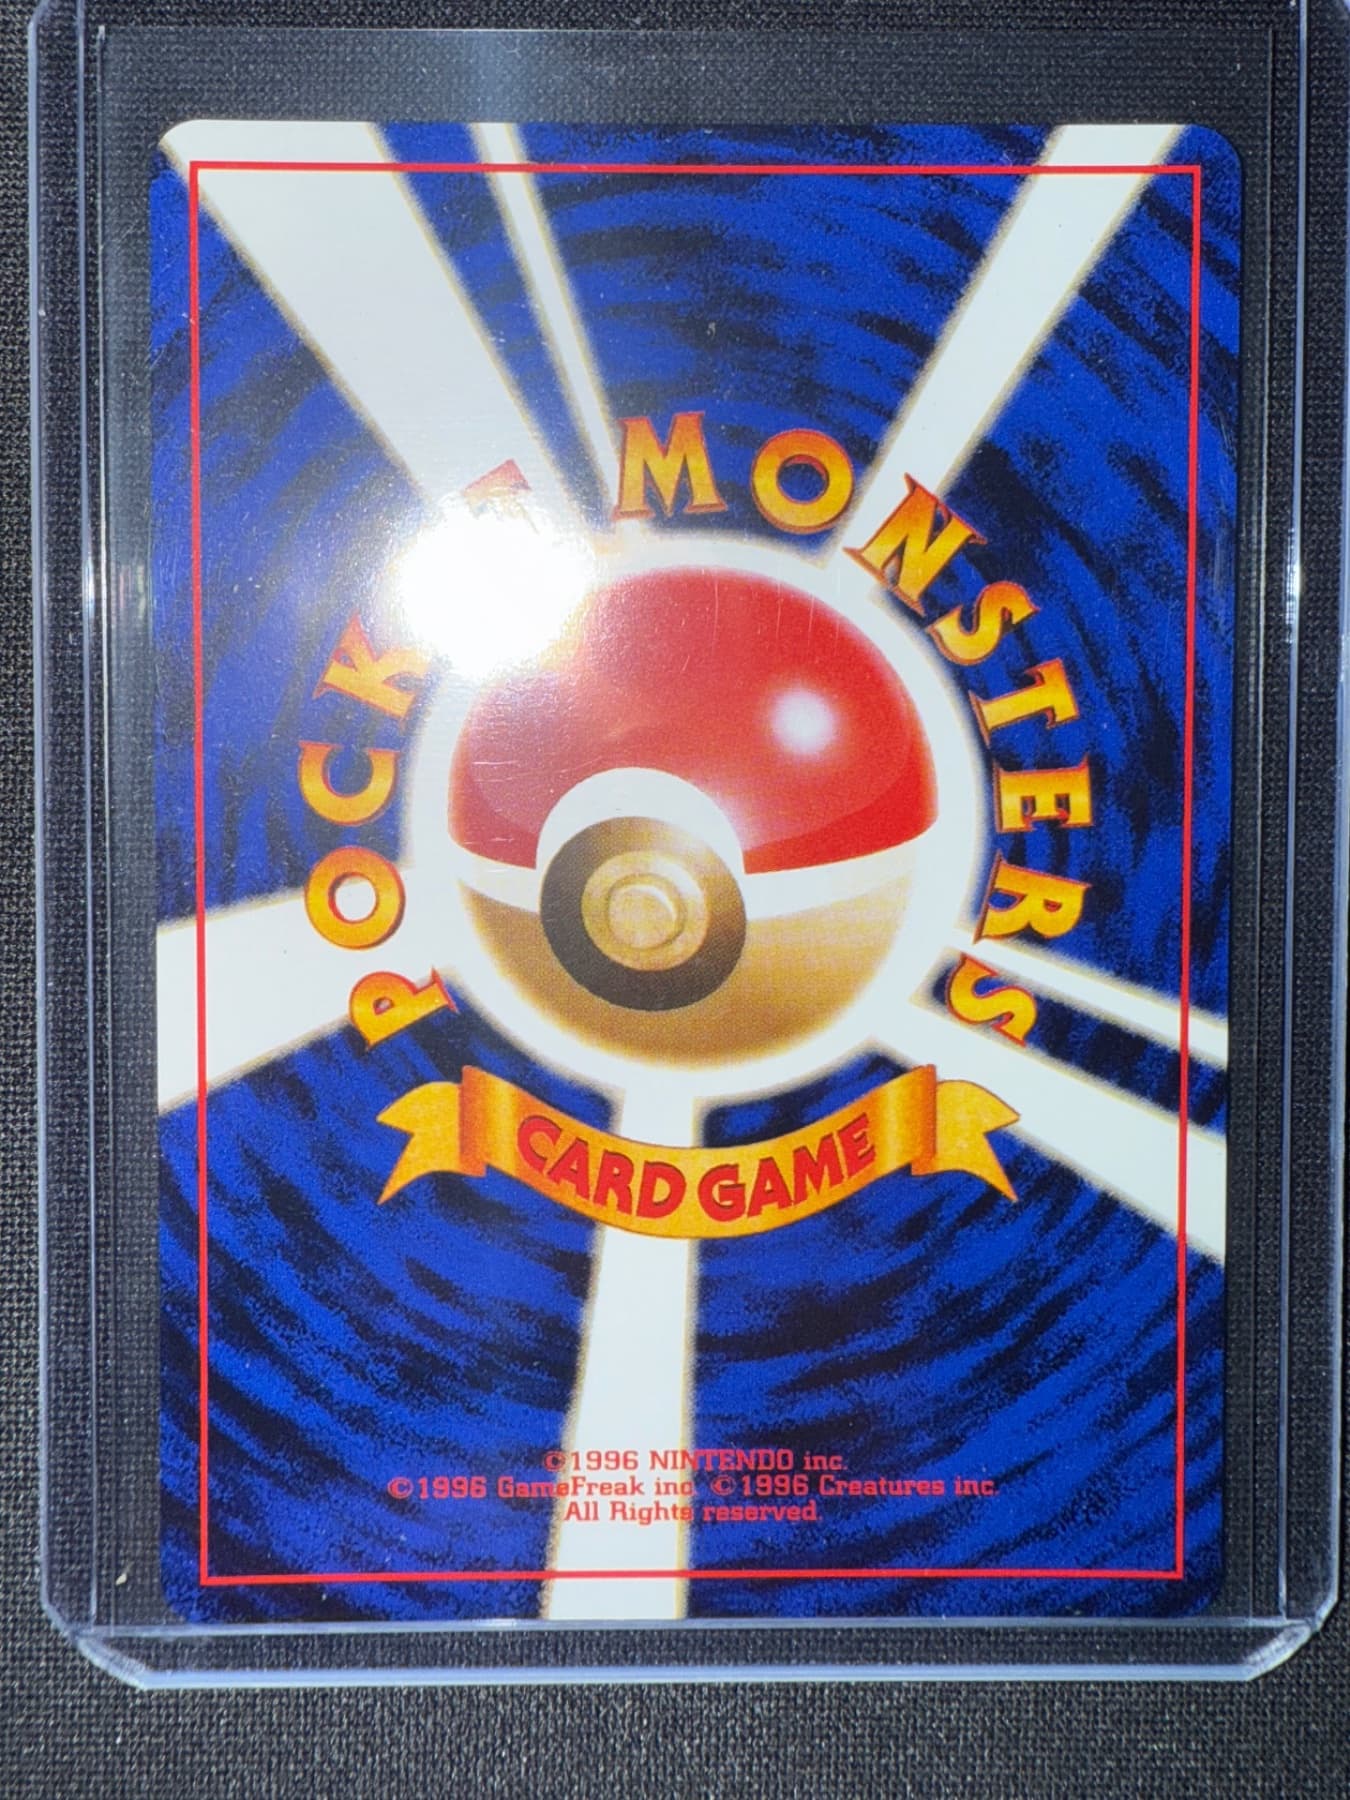 MONSTERS
CARD GAME
©1996 NINTENDO inc.
©1996 GameFreak inc. ©1996 Creatures inc.
All Rights reserved.